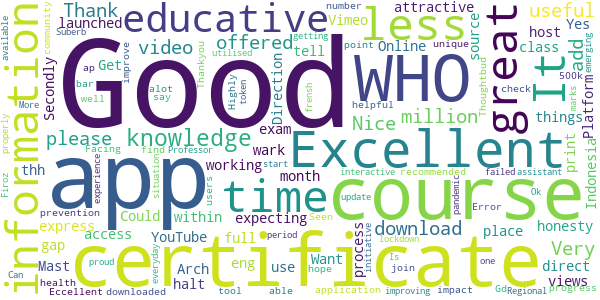 Thank
launched
educative
less
attractive
number
Vimeo
host
useful
Yes
available
community
Suberb
Secondly
video
offered
tell
Online
point
unique
class
source
add
500k
emerging
Get
improve
ap
bar
well
alot
say
token
Highly
utilised
Thankyou
getting
Direction
Good
WHO
great
It
Platform
check
More
information
please
knowledge
Professor
Facing
exam
frensh
Nice
million
helpful
Thoughtbud
things
marks
Indonesia
print
properly
Firoz
prevention
thh
experience
working
find
situation
wark
start
users
month
Excellent
interactive
recommended
failed
assistant
app
time
course
Could
within
expecting
update
pandemic
Ok
Error
express
gap
access
YouTube
full
period
Seen
process
initiative
download
place
honesty
Very
direct
Can
Mast
proud
everyday
Arch
eng
use
Want
hope
lockdown
Is
join
one
views
health
halt
certificate
Excellent
downloaded
tool
able
application
improving
impact
Gd
Regional
progress